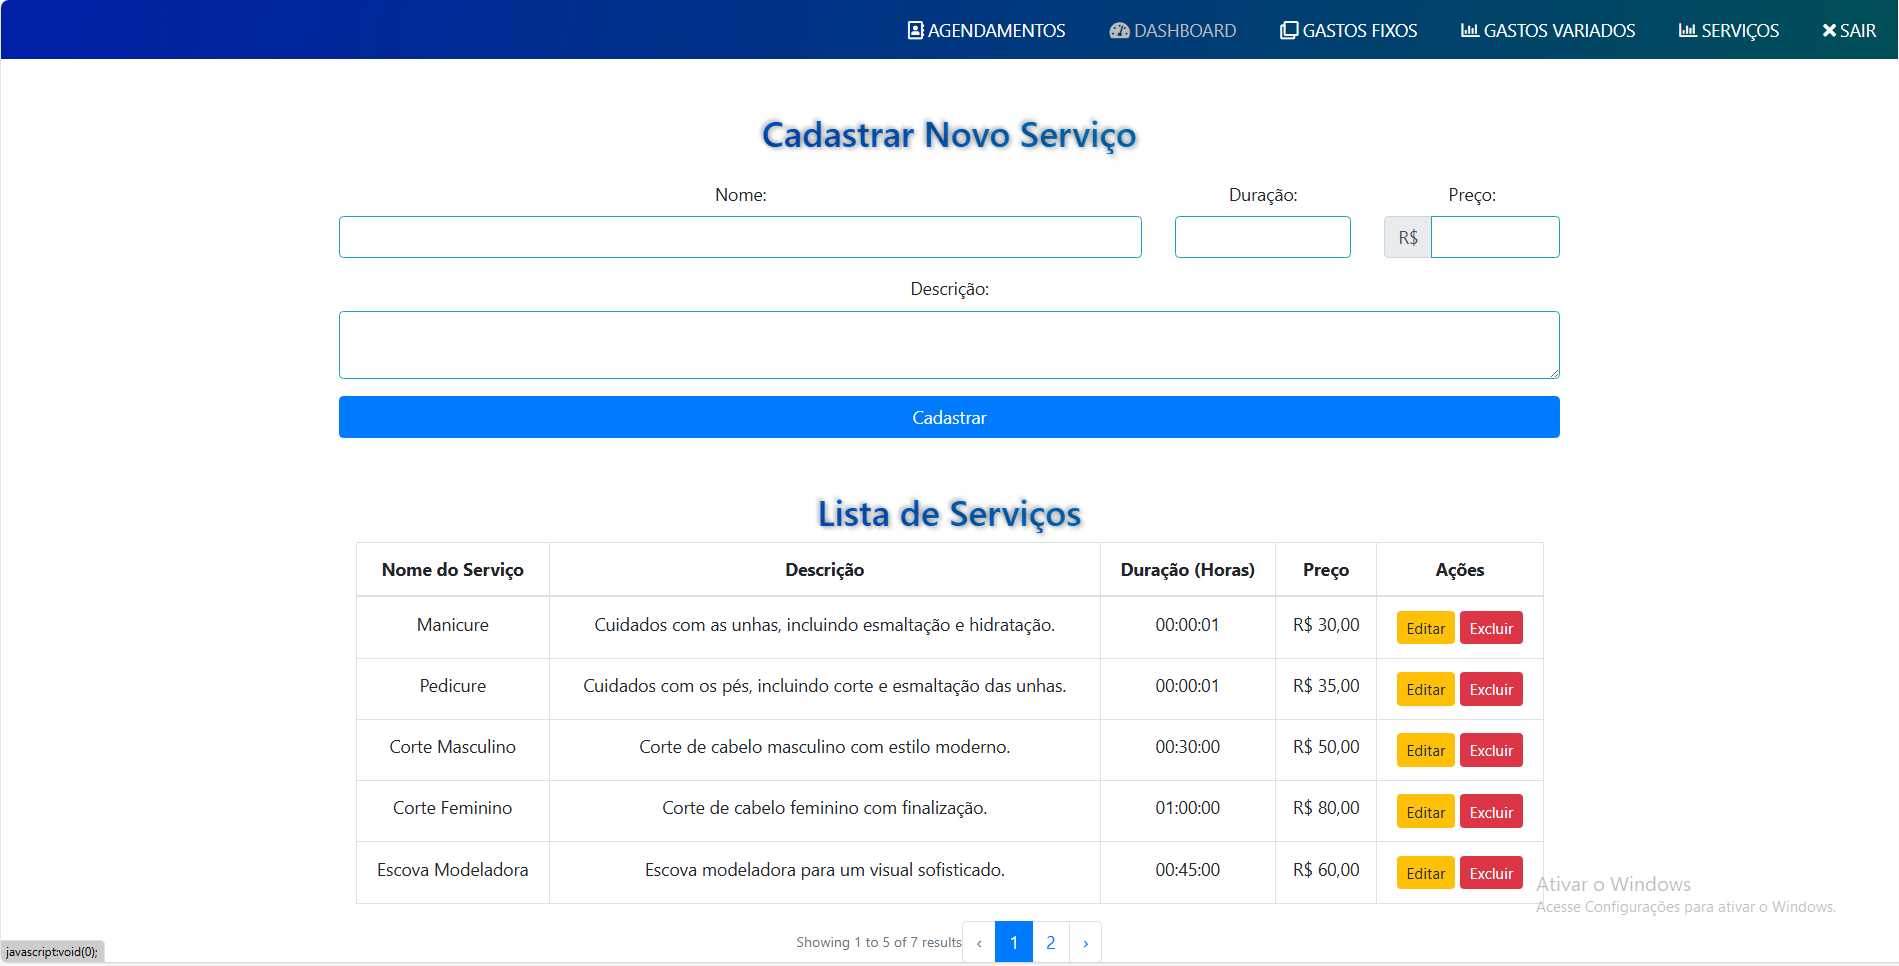 AGENDAMENTOS DASHBOARD GASTOS FIXOS GASTOS VARIADOS SERVIÇOS SAIR
Cadastrar Novo Serviço
Nome: Duração: Preço:
R$
Descrição:
Cadastrar
Lista de Serviços
Nome do Serviço Descrição Duração (Horas) Preço Ações
Manicure Cuidados com as unhas, incluindo esmaltação e hidratação. 00:00:01 R$ 30,00 Editar Excluir
Pedicure Cuidados com os pés, incluindo corte e esmaltação das unhas. 00:00:01 R$ 35,00 Editar Excluir
Corte Masculino Corte de cabelo masculino com estilo moderno. 00:30:00 R$ 50,00 Editar Excluir
Corte Feminino Corte de cabelo feminino com finalização. 01:00:00 R$ 80,00 Editar Excluir
Escova Modeladora Escova modeladora para um visual sofisticado. 00:45:00 R$ 60,00 Editar Excluir
Ativar o Windows
Acesse Configurações para ativar o Windows.
Showing 1 to 5 of 7 results ‹ 1 2 ›
javascript:void(0);